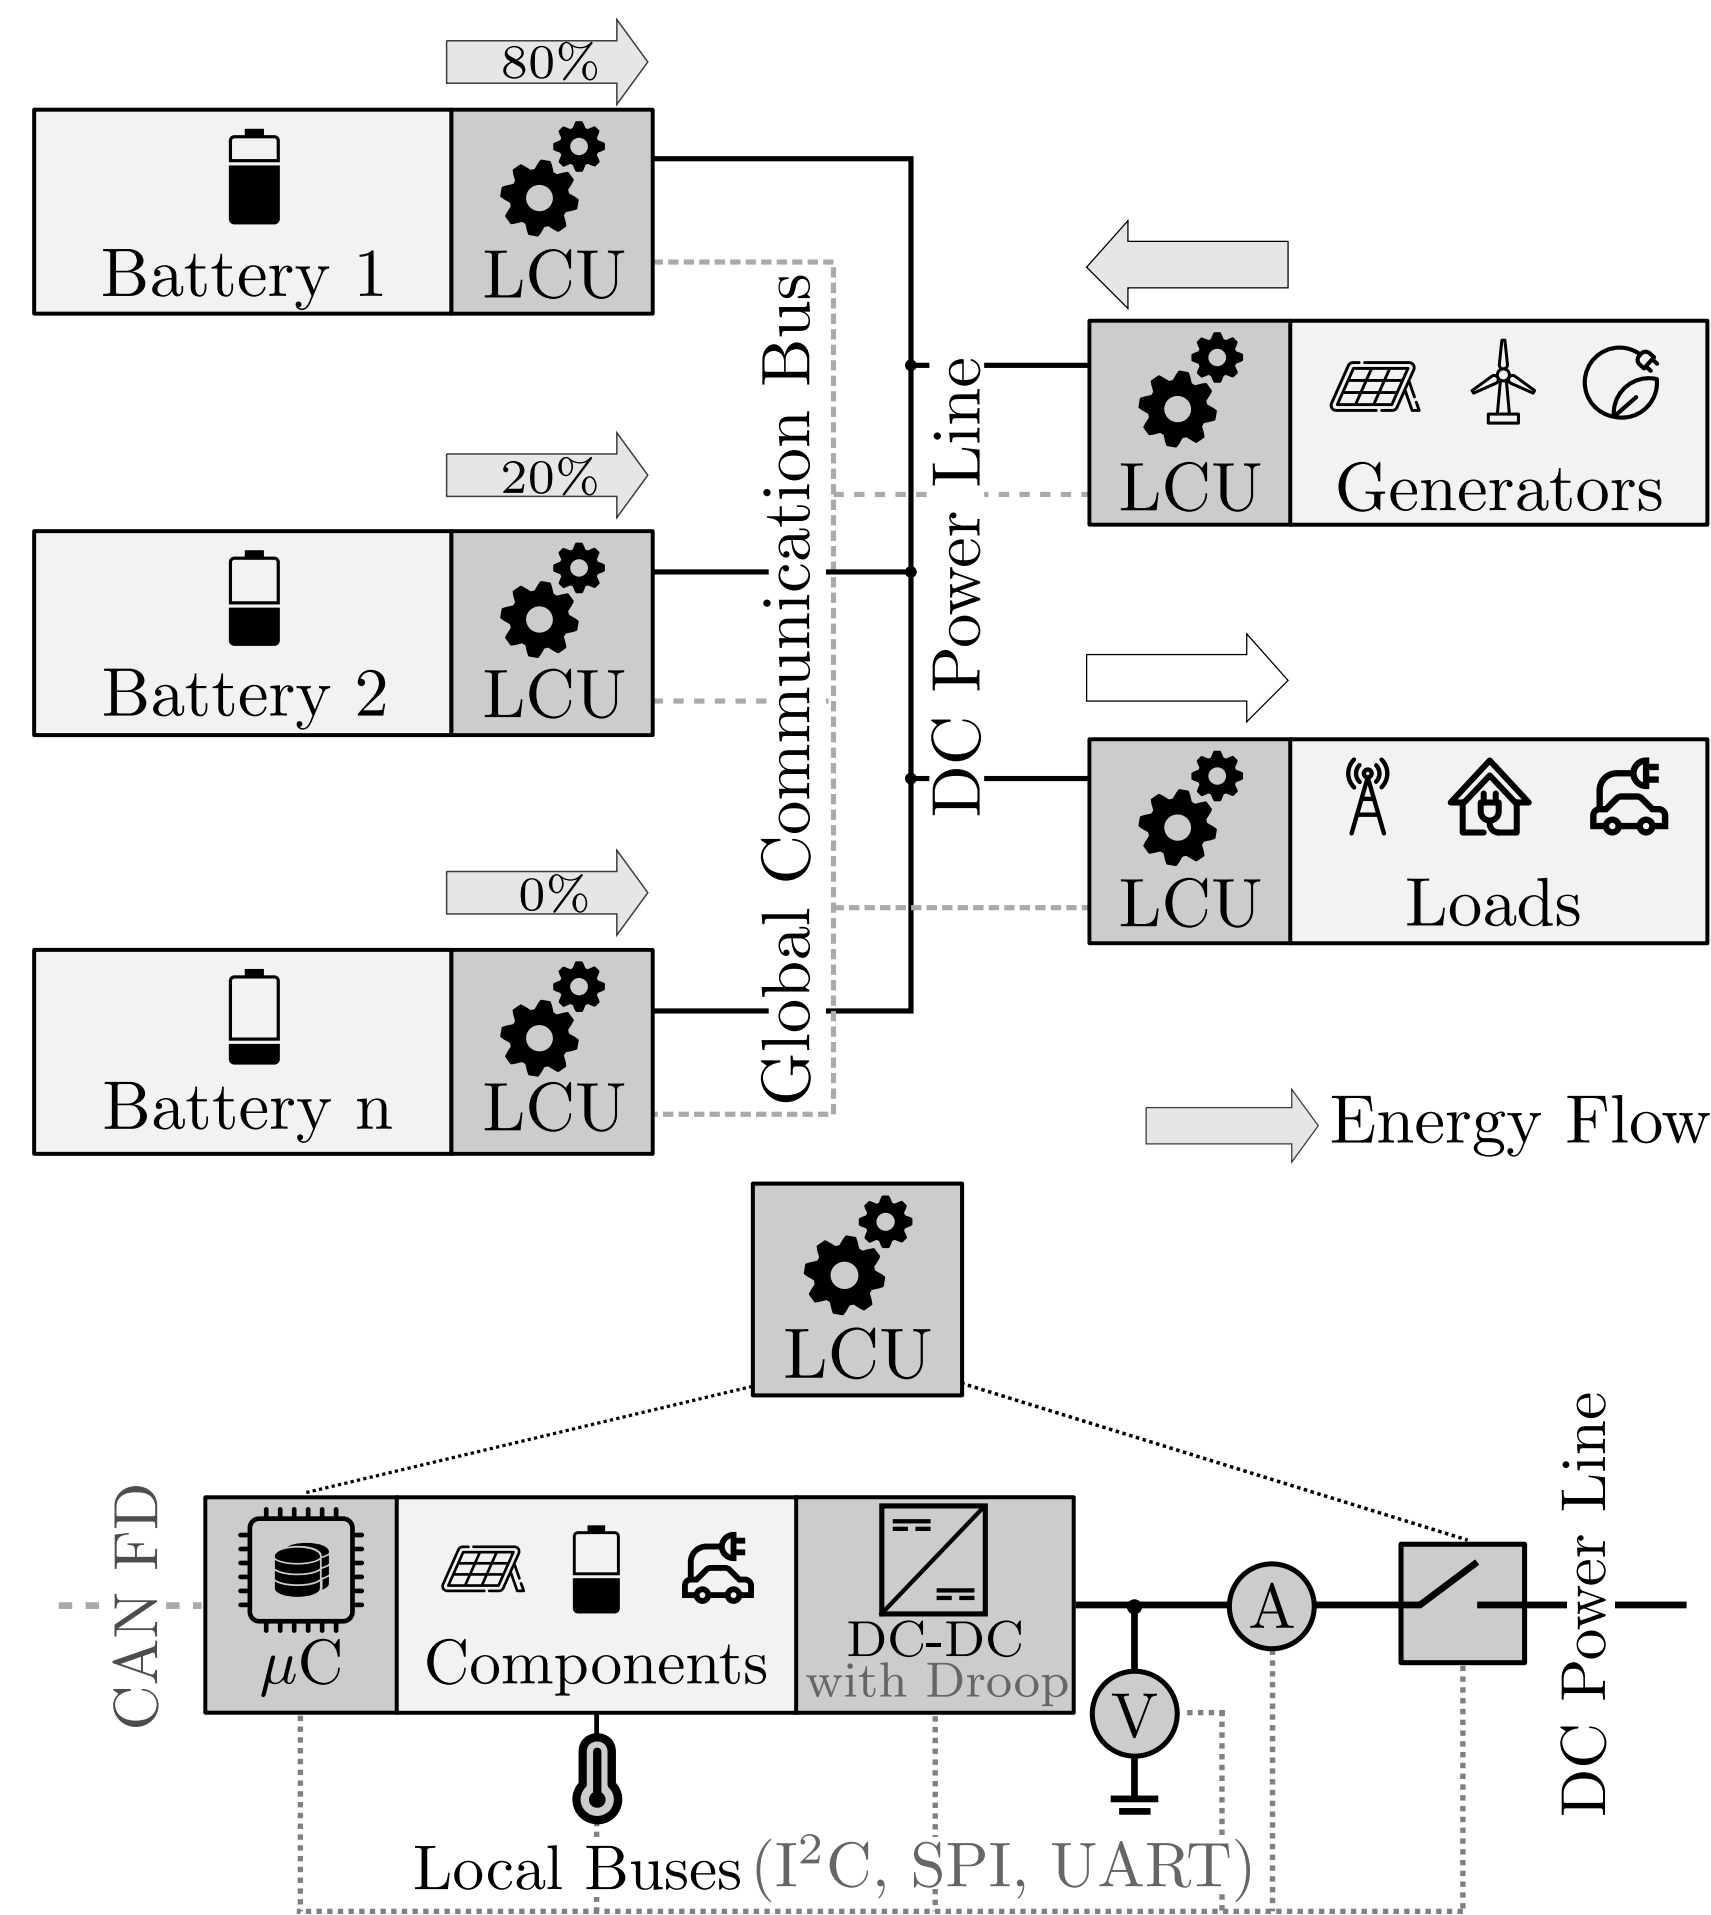 80%
Battery 1
LCU
20%
Battery 2
LCU
0%
Battery n
LCU
Global Communication Bus
DC Power Line
LCU
Generators
LCU
Loads
Energy Flow
LCU
CAN FD
μC
Components
DC-DC
with Droop
A
V
DC Power Line
Local Buses (I²C, SPI, UART)